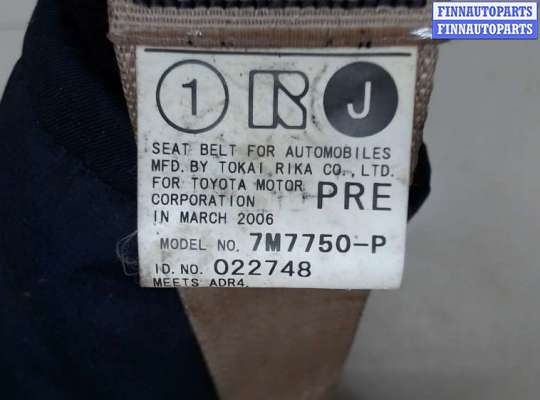 FINNAUTOPARTS
FINNAUTOPARTS
1 R J
SEAT BELT FOR AUTOMOBILES
MFD. BY TOKAI RIKA CO., LTD.
FOR TOYOTA MOTOR
CORPORATION PRE
IN MARCH 2006
MODEL NO. 7M7750-P
ID. NO. 022748
MEETS ADR4.